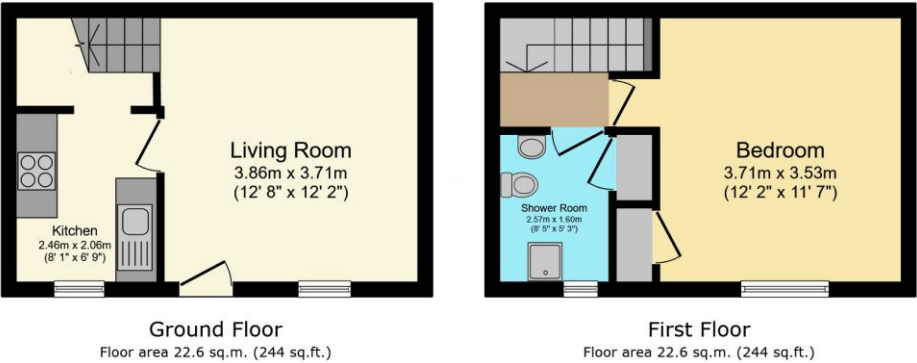 Living Room
3.86m x 3.71m
(12' 8" x 12' 2")
Kitchen
2.46m x 2.06m
(8' 1" x 6' 9")
Ground Floor
Floor area 22.6 sq.m. (244 sq.ft.)
Bedroom
3.71m x 3.53m
(12' 2" x 11' 7")
Shower Room
2.57m x 1.60m
(8' 5" x 5' 3")
First Floor
Floor area 22.6 sq.m. (244 sq.ft.)